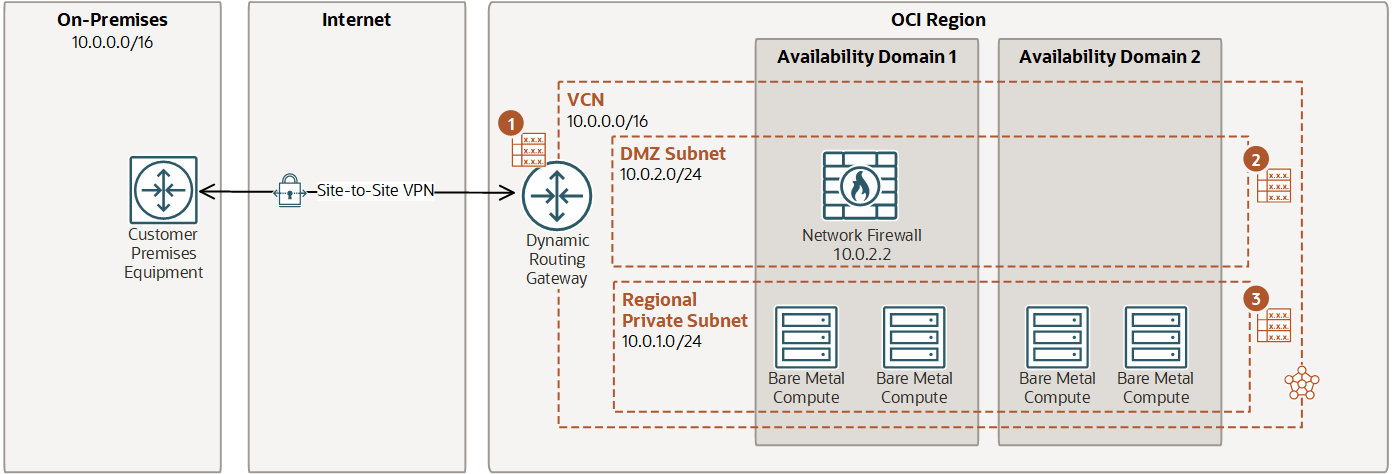 On-Premises
10.0.0.0/16
Internet
OCI Region
Availability Domain 1
Availability Domain 2
VCN
10.0.0.0/16
1
x.x.x.
x.x.x.
x.x.x.
DMZ Subnet
10.0.2.0/24
2
x.x.x.
x.x.x.
x.x.x.
Site-to-Site VPN
Customer
Premises
Equipment
Dynamic
Routing
Gateway
Network Firewall
10.0.2.2
Regional
Private Subnet
10.0.1.0/24
3
x.x.x.
x.x.x.
x.x.x.
Bare Metal
Compute
Bare Metal
Compute
Bare Metal
Compute
Bare Metal
Compute